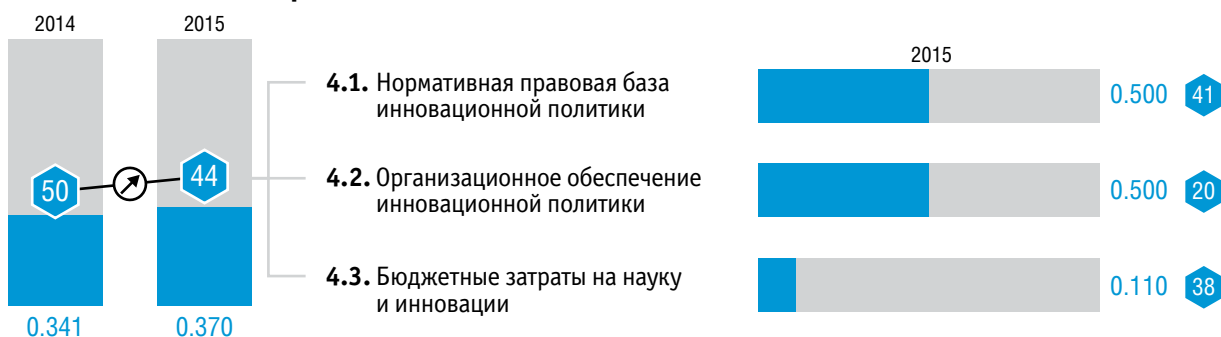 2014 2015
2015
4.1. Нормативная правовая база
инновационной политики
0.500 41
50 44
4.2. Организационное обеспечение
инновационной политики
0.500 20
4.3. Бюджетные затраты на науку
и инновации
0.110 38
0.341 0.370